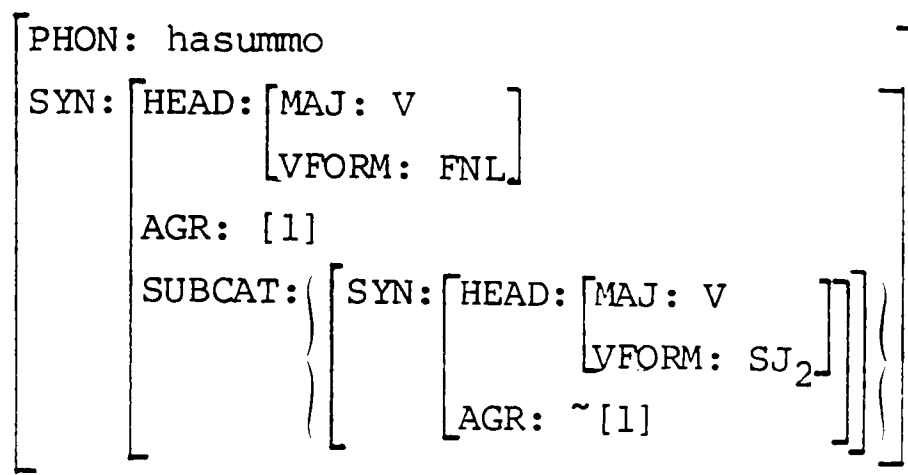 PHON: hasummo
SYN: HEAD: MAJ: V
VFORM: FNL
AGR: [1]
SUBCAT: { SYN: HEAD: MAJ: V
VFORM: SJ₂
AGR: ~[1] }